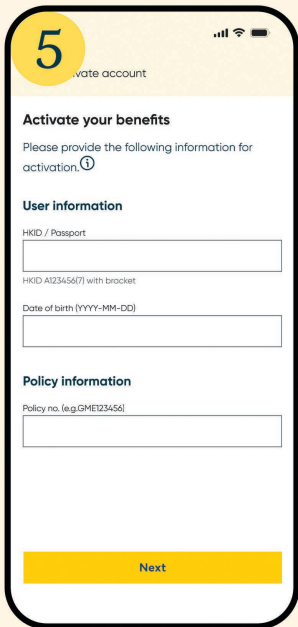 5
vate account
Activate your benefits
Please provide the following information for
activation.
User information
HKID / Passport
HKID A123456(7) with bracket
Date of birth (YYYY-MM-DD)
Policy information
Policy no. (e.g.GME123456)
Next